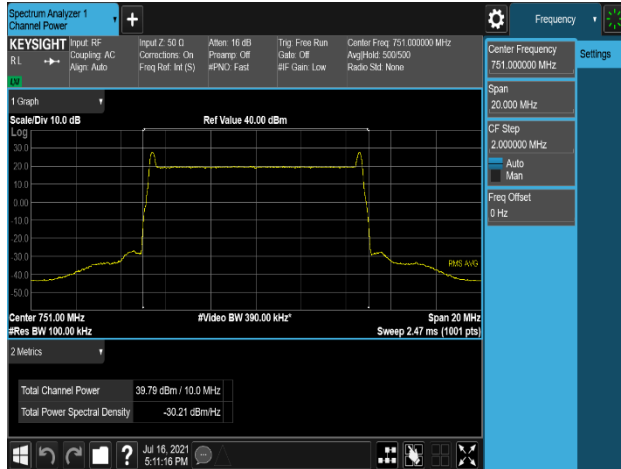 Spectrum Analyzer 1
Channel Power
+
Frequency
KEYSIGHT
R L
LXI
Input: RF
Coupling: AC
Align: Auto
Input Z: 50 Ω
Corrections: On
Freq Ref: Int (S)
Atten: 16 dB
Preamp: Off
#PNO: Fast
Trig: Free Run
Gate: Off
#IF Gain: Low
Center Freq: 751.000000 MHz
Avg|Hold: 500/500
Radio Std: None
Center Frequency
751.000000 MHz
Settings
Span
20.000 MHz
CF Step
2.000000 MHz
Auto
Man
Freq Offset
0 Hz
1 Graph
Scale/Div 10.0 dB
Ref Value 40.00 dBm
Log
30.0
20.0
10.0
0.00
-10.0
-20.0
-30.0
-40.0
-50.0
RMS AVG
Center 751.00 MHz
#Video BW 390.00 kHz*
Span 20 MHz
#Res BW 100.00 kHz
Sweep 2.47 ms (1001 pts)
2 Metrics
Total Channel Power 39.79 dBm / 10.0 MHz
Total Power Spectral Density -30.21 dBm/Hz
?
Jul 16, 2021
5:11:16 PM